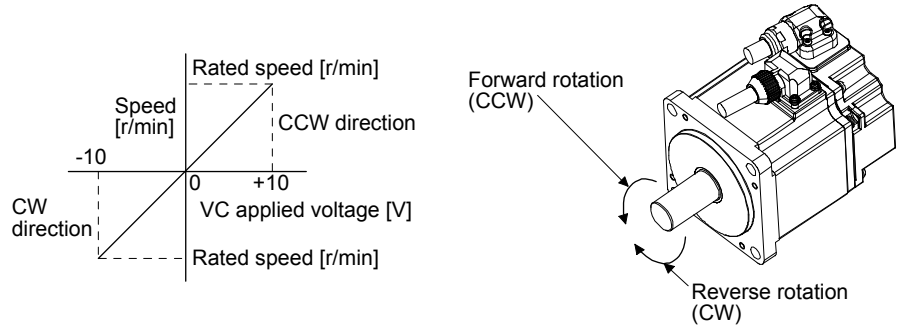 Rated speed [r/min]
Speed
[r/min]
CCW direction
-10
0
+10
CW
direction
VC applied voltage [V]
Rated speed [r/min]
Forward rotation
(CCW)
Reverse rotation
(CW)